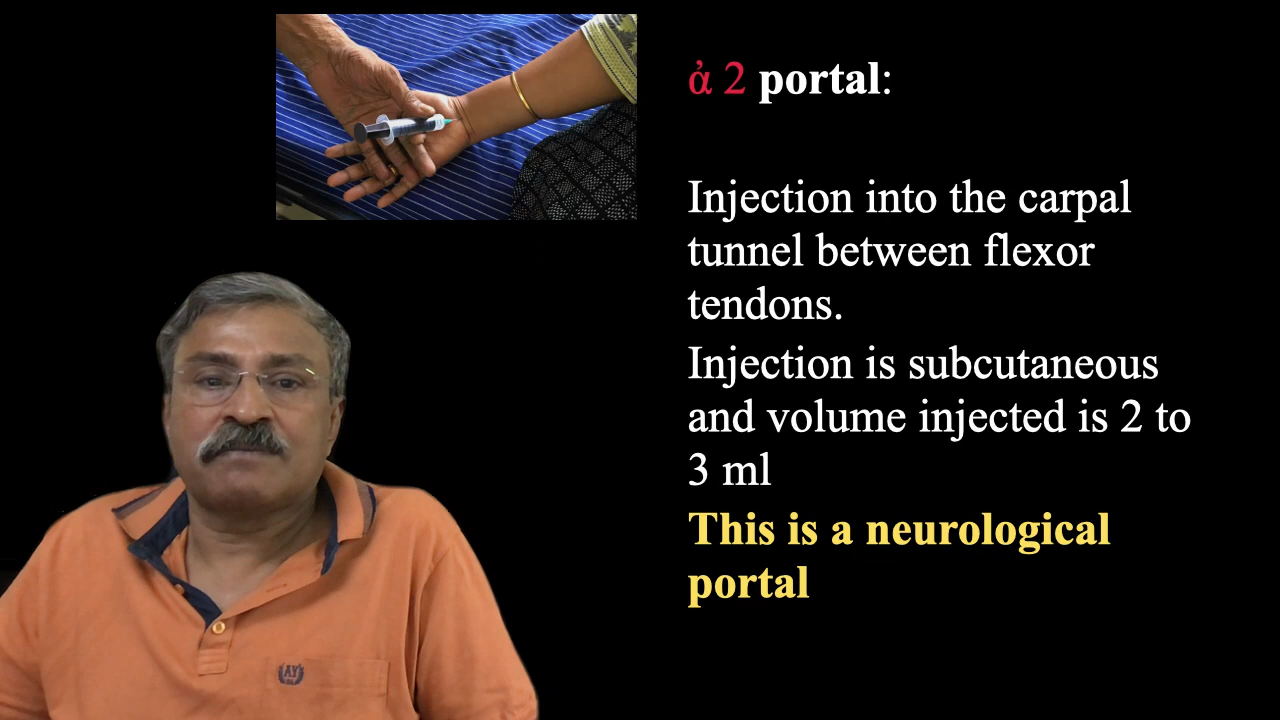 ἀ 2 portal:
Injection into the carpal
tunnel between flexor
tendons.
Injection is subcutaneous
and volume injected is 2 to
3 ml
This is a neurological
portal
AY